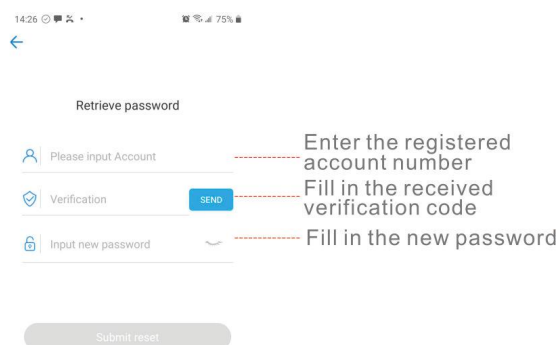 14:26 75%
Retrieve password
Please input Account
Enter the registered
account number
Verification SEND
Fill in the received
verification code
Input new password
Fill in the new password
Submit reset